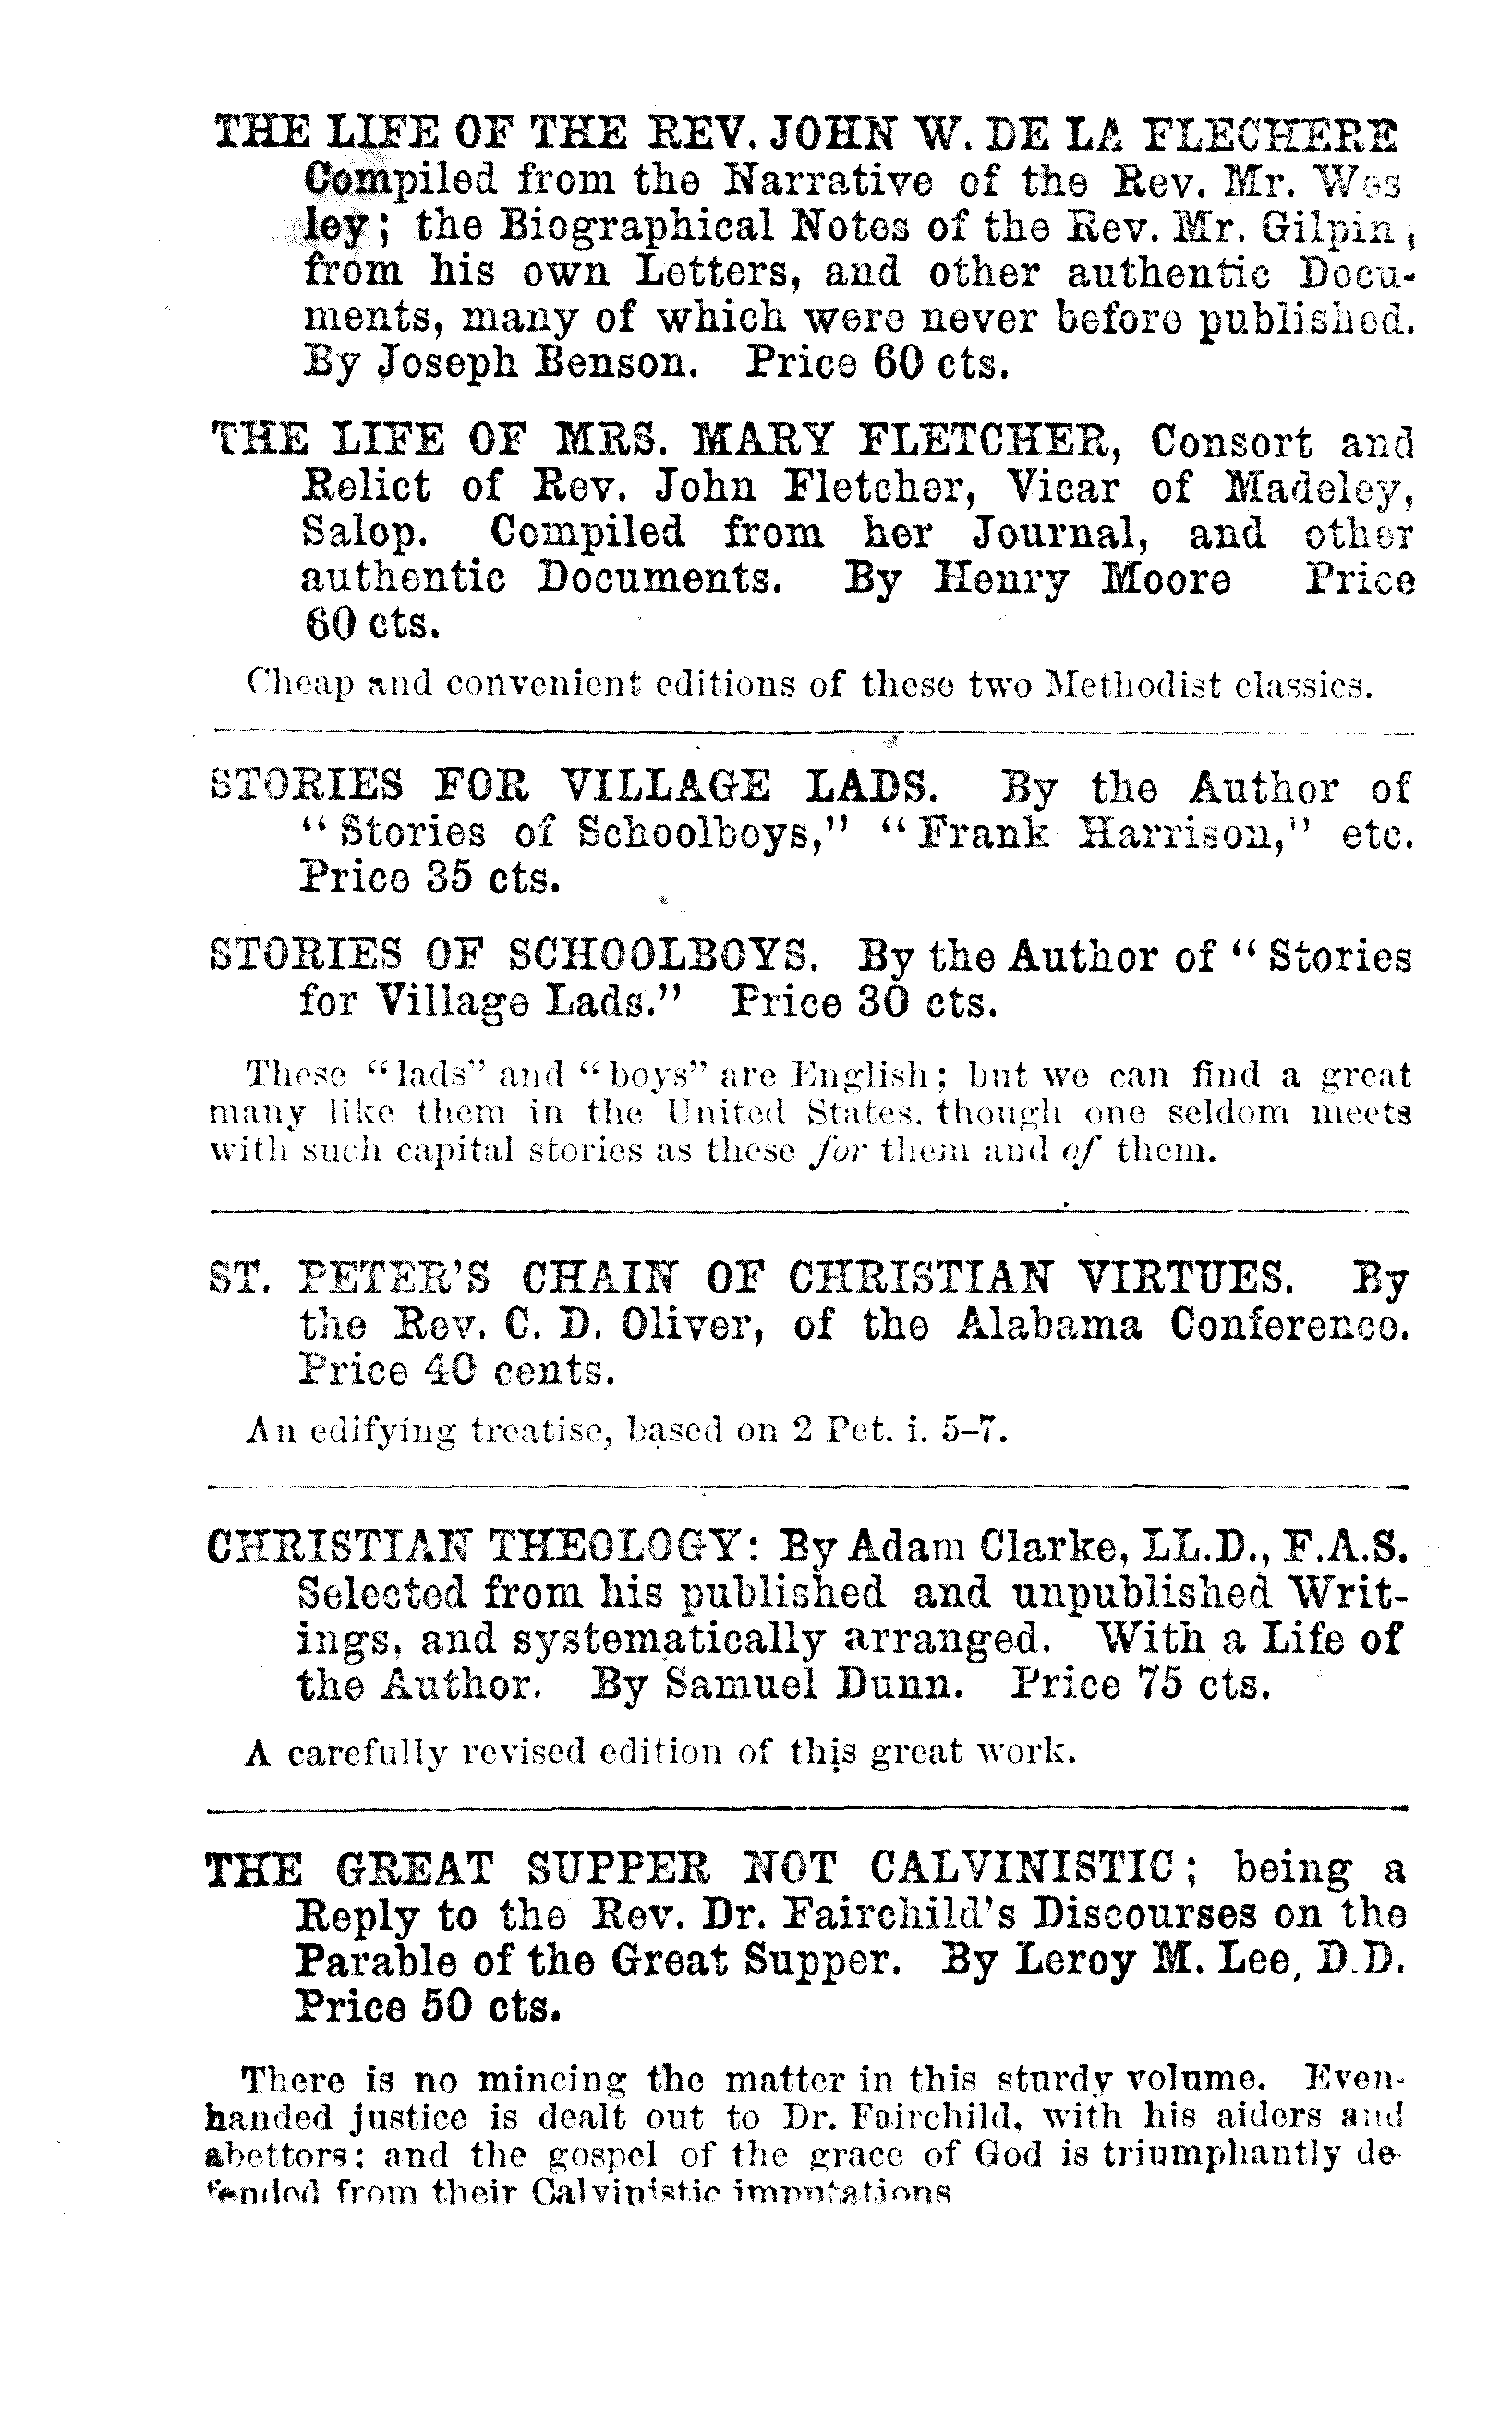 THE LIFE OF THE REV. JOHN W. DE LA FLECHERE
Compiled from the Narrative of the Rev. Mr. Wes
ley; the Biographical Notes of the Rev. Mr. Gilpin;
from his own Letters, and other authentic Docu-
ments, many of which were never before published.
By Joseph Benson. Price 60 cts.
THE LIFE OF MRS. MARY FLETCHER, Consort and
Relict of Rev. John Fletcher, Vicar of Madeley,
Salop. Compiled from her Journal, and other
authentic Documents. By Henry Moore Price
60 cts.
Cheap and convenient editions of these two Methodist classics.
STORIES FOR VILLAGE LADS. By the Author of
"Stories of Schoolboys," "Frank Harrison," etc.
Price 35 cts.
STORIES OF SCHOOLBOYS. By the Author of "Stories
for Village Lads." Price 30 cts.
These "lads" and "boys" are English; but we can find a great
many like them in the United States, though one seldom meets
with such capital stories as these for them and of them.
ST. PETER'S CHAIN OF CHRISTIAN VIRTUES. By
the Rev. C. D. Oliver, of the Alabama Conference.
Price 40 cents.
An edifying treatise, based on 2 Pet. i. 5–7.
CHRISTIAN THEOLOGY: By Adam Clarke, LL.D., F.A.S.
Selected from his published and unpublished Writ-
ings, and systematically arranged. With a Life of
the Author. By Samuel Dunn. Price 75 cts.
A carefully revised edition of this great work.
THE GREAT SUPPER NOT CALVINISTIC; being a
Reply to the Rev. Dr. Fairchild's Discourses on the
Parable of the Great Supper. By Leroy M. Lee, D.D.
Price 50 cts.
There is no mincing the matter in this sturdy volume. Even-
handed justice is dealt out to Dr. Fairchild, with his aiders and
abettors; and the gospel of the grace of God is triumphantly de-
fended from their Calvinistic imputations